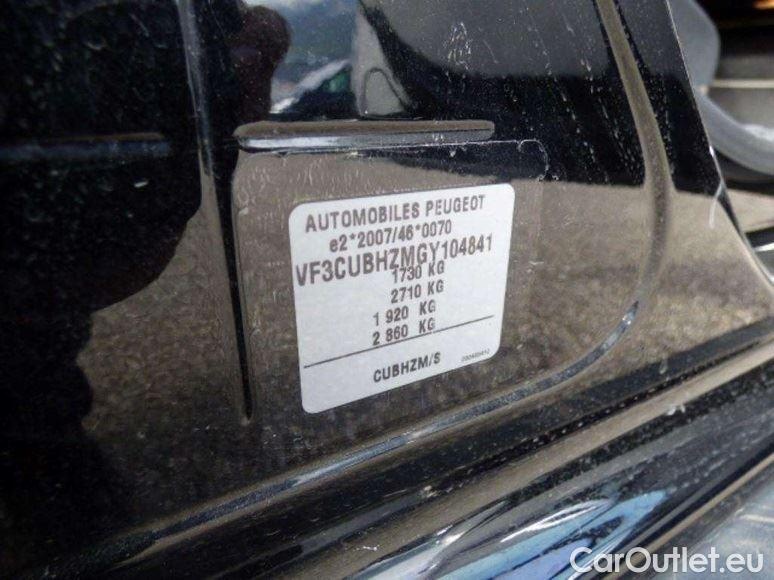 AUTOMOBILES PEUGEOT
e2*2007/46*0070
VF3CUBHZMGY104841
1730 KG
2710 KG
1 920 KG
2 860 KG
CUBHZM/S
CarOutlet.eu